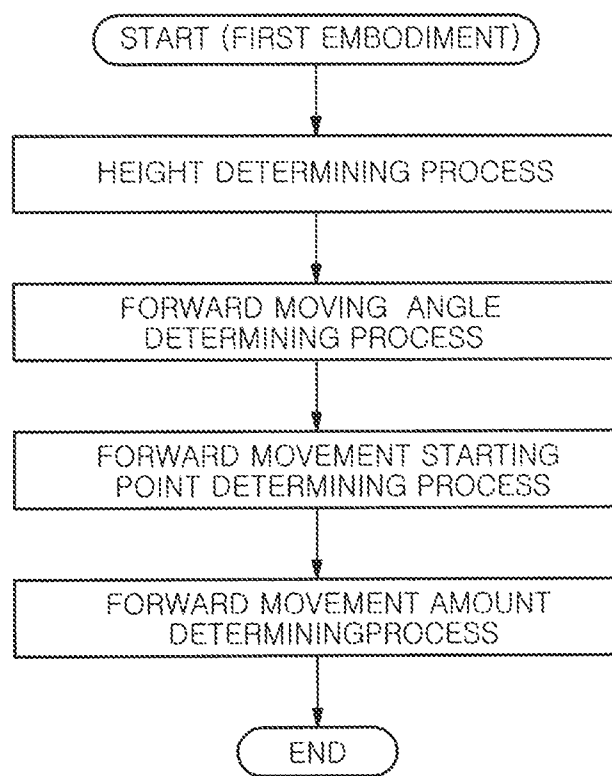 START (FIRST EMBODIMENT)
HEIGHT DETERMINING PROCESS
FORWARD MOVING ANGLE
DETERMINING PROCESS
FORWARD MOVEMENT STARTING
POINT DETERMINING PROCESS
FORWARD MOVEMENT AMOUNT
DETERMININGPROCESS
END